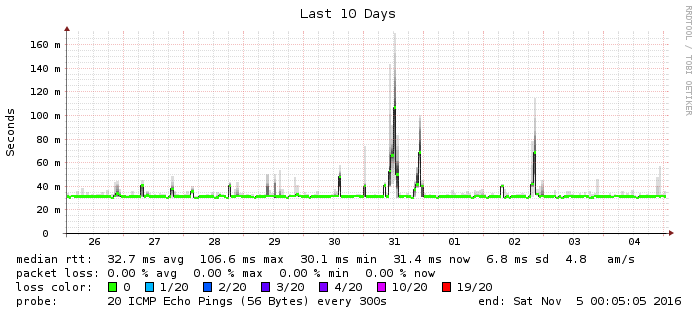 Last 10 Days
RRDTOOL / TOBI OETIKER
Seconds
160 m
140 m
120 m
100 m
80 m
60 m
40 m
20 m
0
26 27 28 29 30 31 01 02 03 04
median rtt: 32.7 ms avg 106.6 ms max 30.1 ms min 31.4 ms now 6.8 ms sd 4.8 am/s
packet loss: 0.00 % avg 0.00 % max 0.00 % min 0.00 % now
loss color: 0 1/20 2/20 3/20 4/20 10/20 19/20
probe: 20 ICMP Echo Pings (56 Bytes) every 300s end: Sat Nov 5 00:05:05 2016